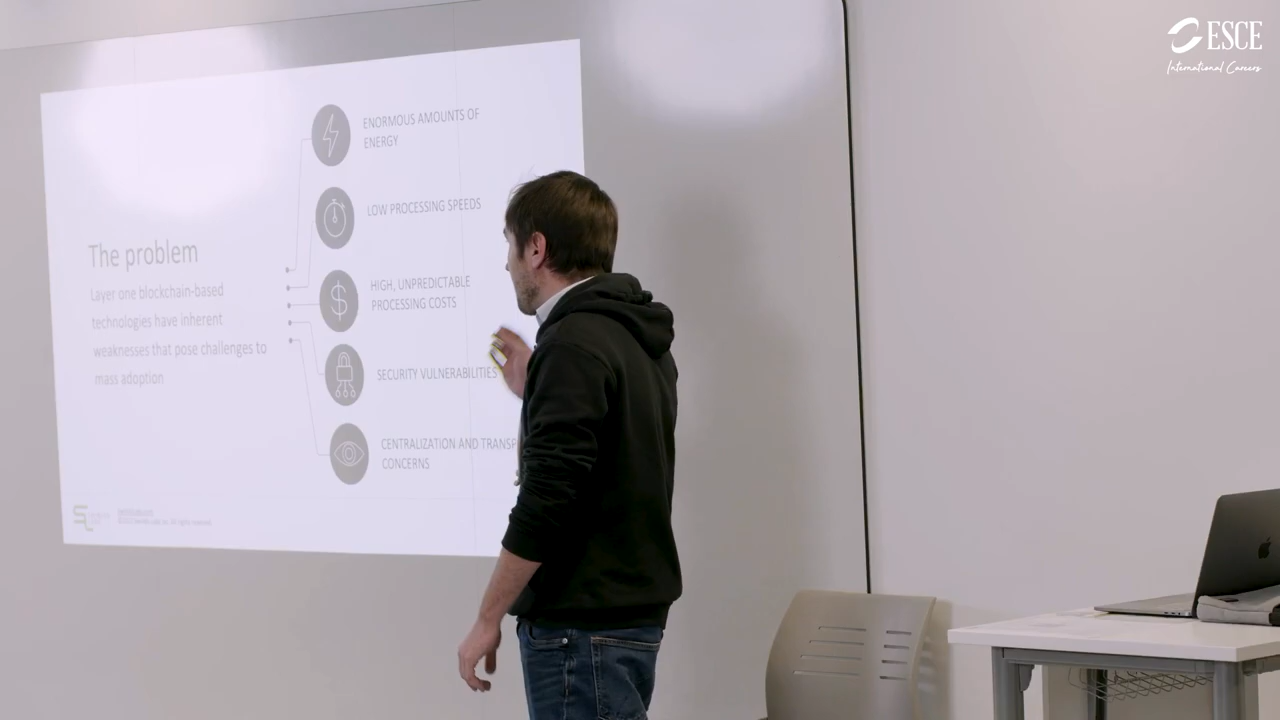 ESCE
International Careers
ENORMOUS AMOUNTS OF
ENERGY
LOW PROCESSING SPEEDS
The problem
Layer one blockchain-based
technologies have inherent
weaknesses that pose challenges to
mass adoption
HIGH, UNPREDICTABLE
PROCESSING COSTS
SECURITY VULNERABILITIES
CENTRALIZATION AND TRANSP
CONCERNS